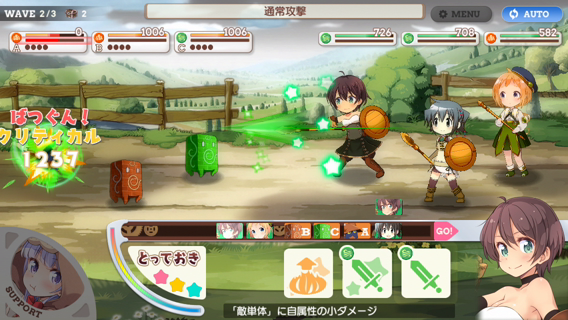 WAVE 2/3 2
通常攻撃
MENU
AUTO
0
1006
1006
726
708
582
A
B
C
ばつぐん!
クリティカル
1237
B C A GO!
とっておき
SUPPORT
「敵単体」に自属性の小ダメージ